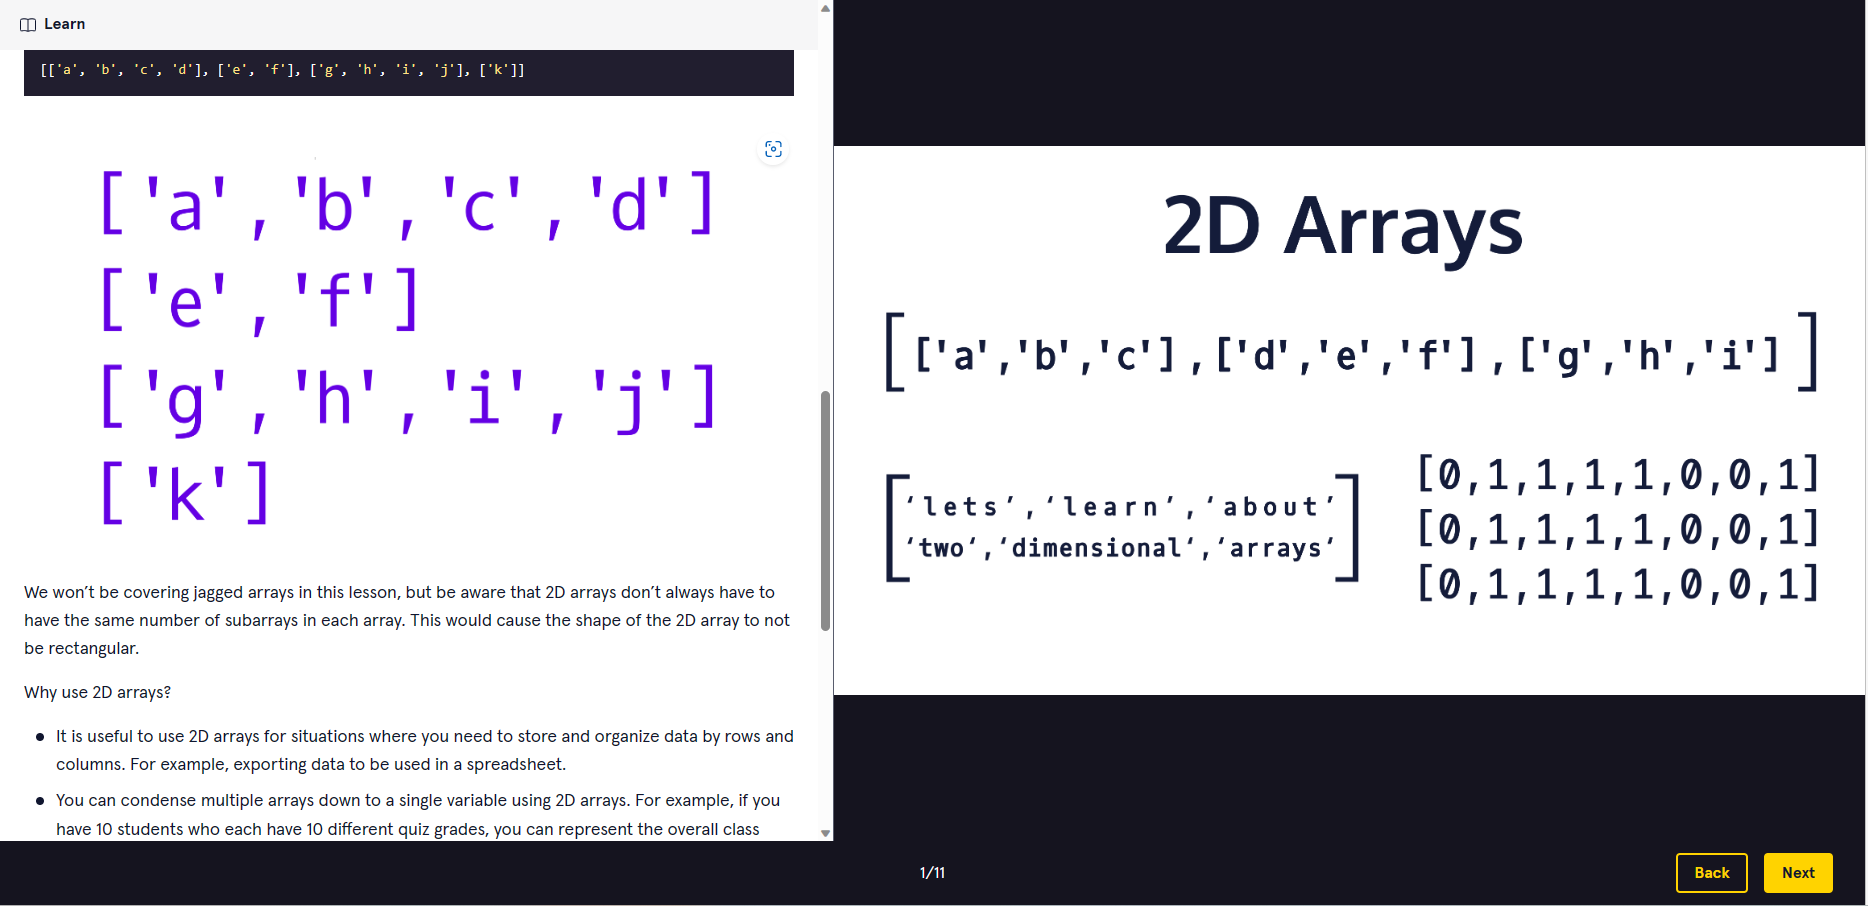 Learn
[['a', 'b', 'c', 'd'], ['e', 'f'], ['g', 'h', 'i', 'j'], ['k']]
['a', 'b', 'c', 'd']
['e', 'f']
['g', 'h', 'i', 'j']
['k']
We won’t be covering jagged arrays in this lesson, but be aware that 2D arrays don’t always have to
have the same number of subarrays in each array. This would cause the shape of the 2D array to not
be rectangular.
Why use 2D arrays?
● It is useful to use 2D arrays for situations where you need to store and organize data by rows and
columns. For example, exporting data to be used in a spreadsheet.
● You can condense multiple arrays down to a single variable using 2D arrays. For example, if you
have 10 students who each have 10 different quiz grades, you can represent the overall class
2D Arrays
[['a','b','c'],['d','e','f'],['g','h','i']]
[‘lets’,‘learn’,‘about’
‘two‘,‘dimensional‘,‘arrays‘]
[0,1,1,1,1,0,0,1]
[0,1,1,1,1,0,0,1]
[0,1,1,1,1,0,0,1]
1/11
Back
Next